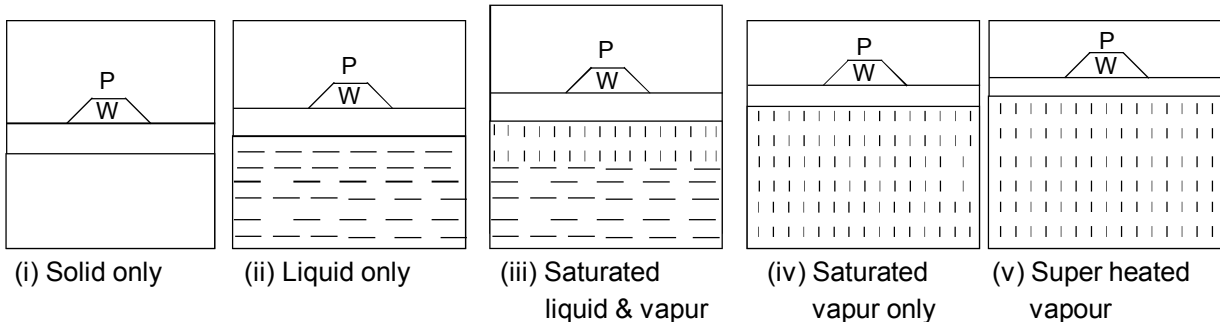 P
W
P
W
P
W
P
W
P
W
(i) Solid only
(ii) Liquid only
(iii) Saturated
liquid & vapur
(iv) Saturated
vapur only
(v) Super heated
vapour